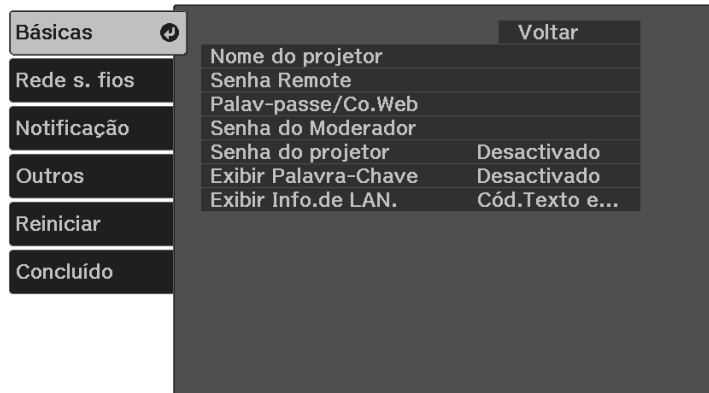 Básicas
Voltar
Nome do projetor
Rede s. fios
Senha Remote
Palav-passe/Co.Web
Notificação
Senha do Moderador
Senha do projetor Desactivado
Outros
Exibir Palavra-Chave Desactivado
Exibir Info.de LAN. Cód.Texto e...
Reiniciar
Concluído